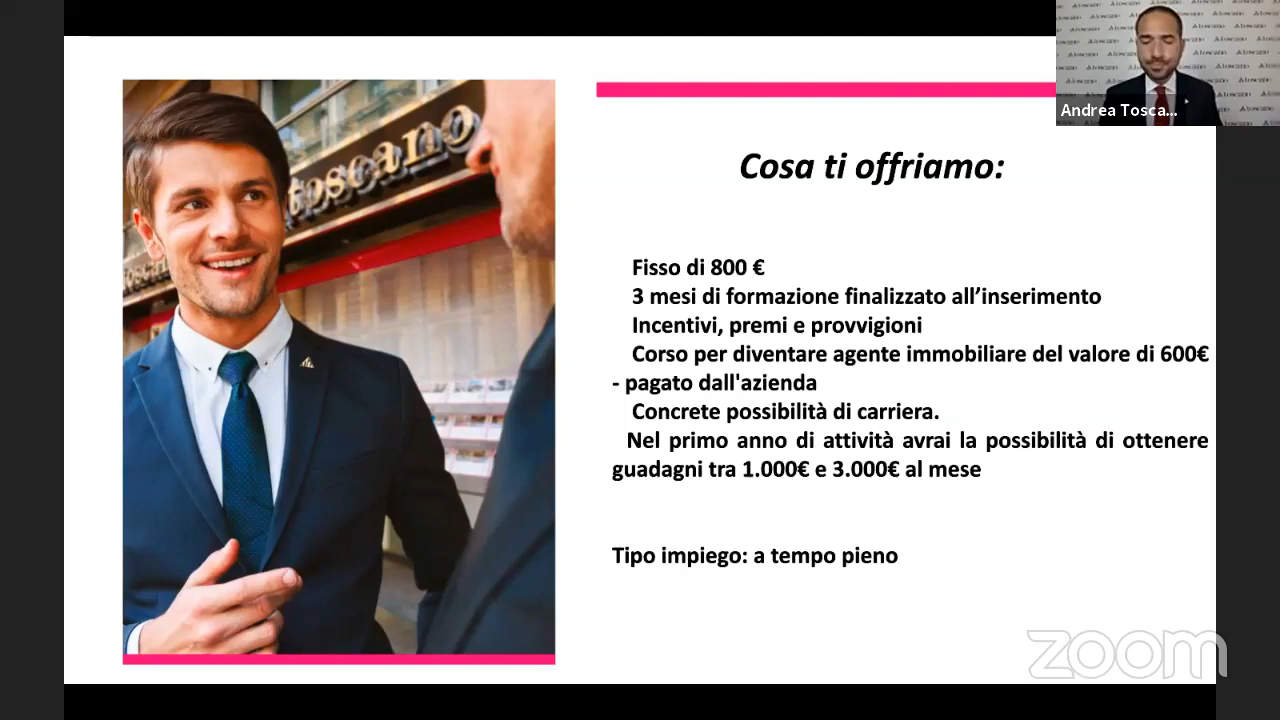 toscano
Andrea Tosca...
Cosa ti offriamo:
Fisso di 800 €
3 mesi di formazione finalizzato all’inserimento
Incentivi, premi e provvigioni
Corso per diventare agente immobiliare del valore di 600€
- pagato dall'azienda
Concrete possibilità di carriera.
Nel primo anno di attività avrai la possibilità di ottenere
guadagni tra 1.000€ e 3.000€ al mese
Tipo impiego: a tempo pieno
zoom